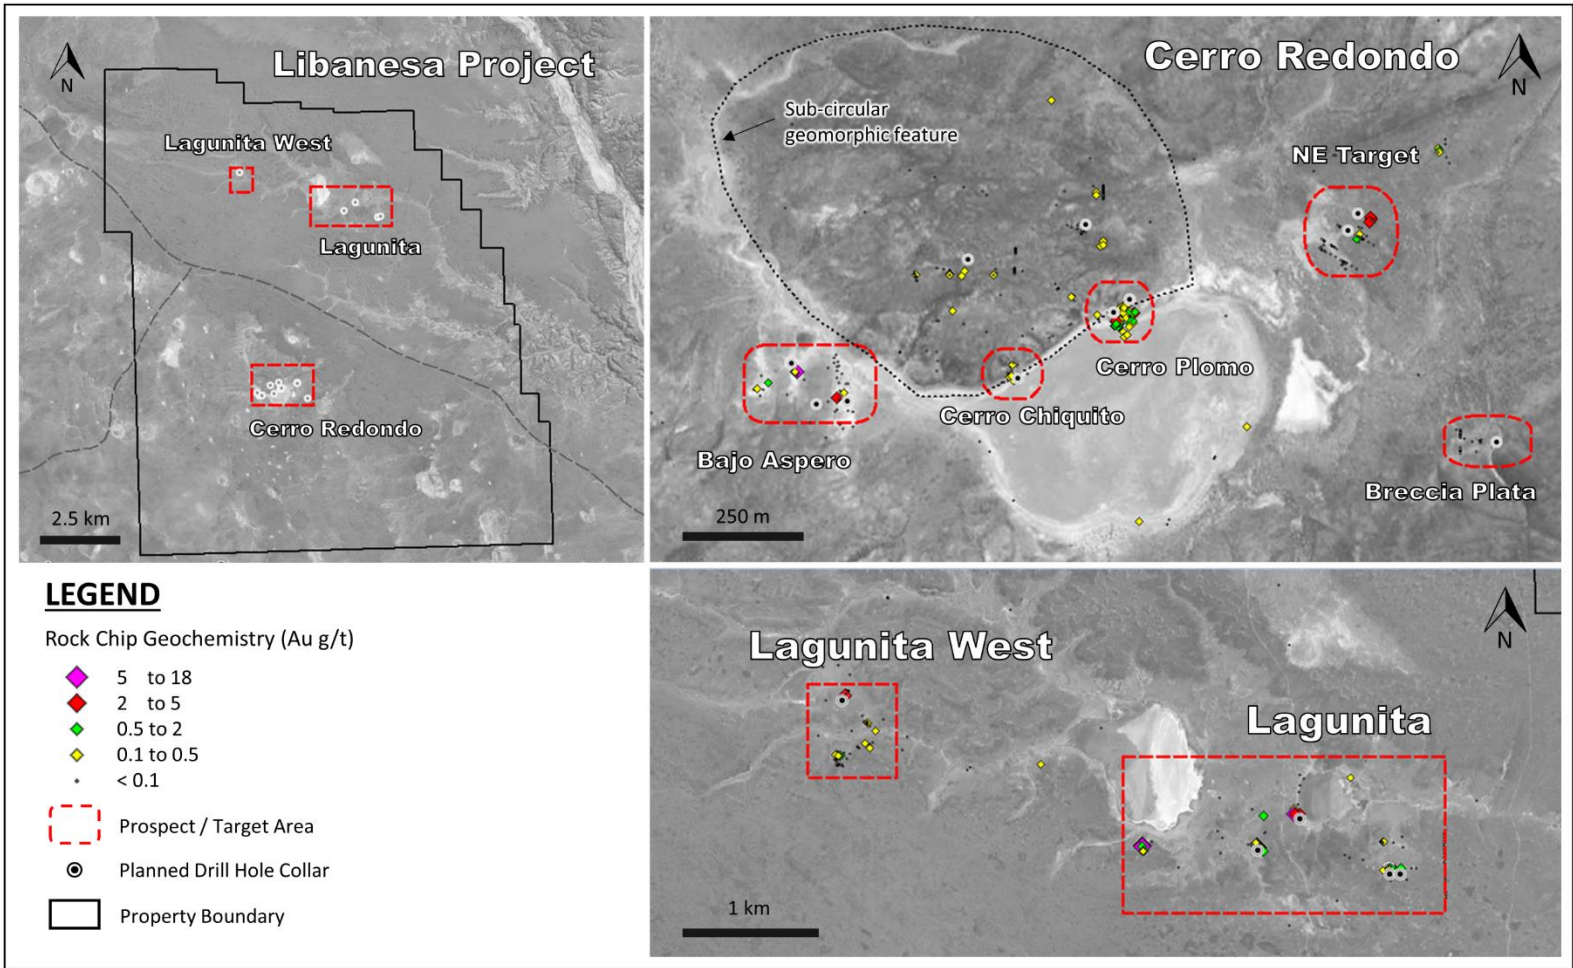 Libanesa Project
N
Lagunita West
Lagunita
Cerro Redondo
2.5 km
Cerro Redondo
N
Sub-circular
geomorphic feature
NE Target
Cerro Plomo
Cerro Chiquito
Bajo Aspero
Breccia Plata
250 m
LEGEND
Rock Chip Geochemistry (Au g/t)
5 to 18
2 to 5
0.5 to 2
0.1 to 0.5
< 0.1
Prospect / Target Area
Planned Drill Hole Collar
Property Boundary
Lagunita West
N
Lagunita
1 km